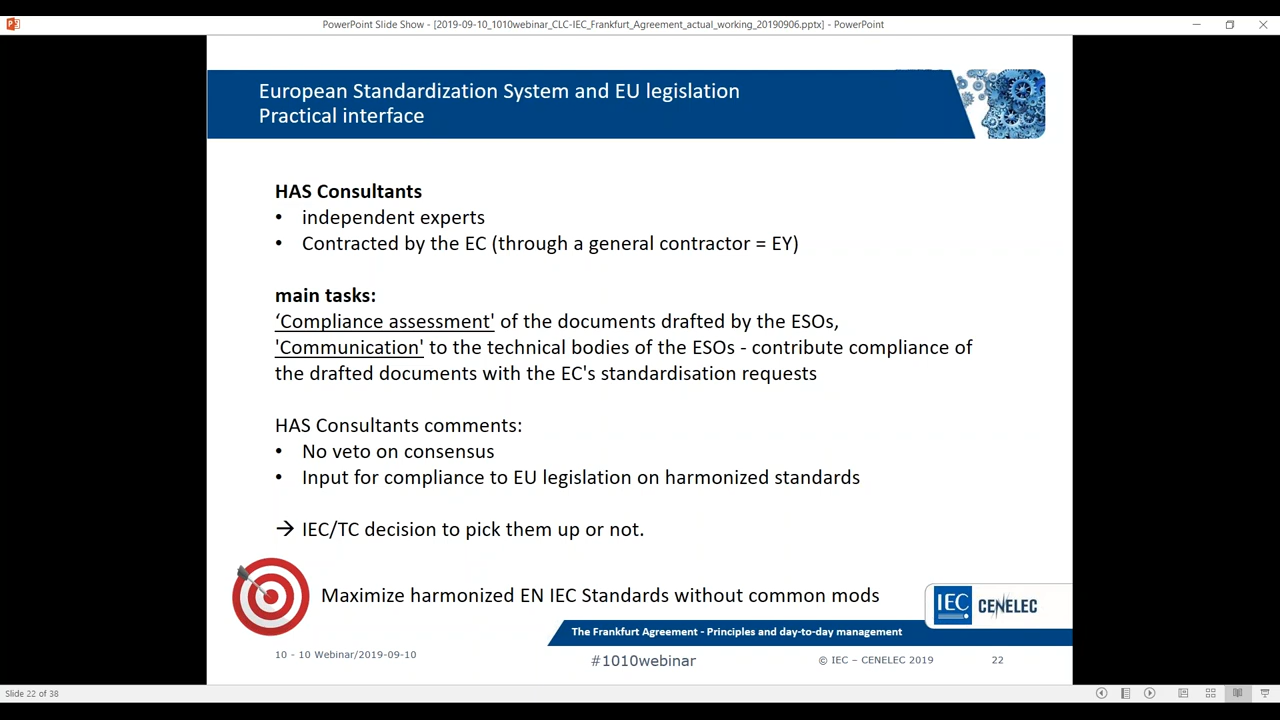 PowerPoint Slide Show - [2019-09-10_1010webinar_CLC-IEC_Frankfurt_Agreement_actual_working_20190906.pptx] - PowerPoint
European Standardization System and EU legislation
Practical interface
HAS Consultants
• independent experts
• Contracted by the EC (through a general contractor = EY)
main tasks:
‘Compliance assessment' of the documents drafted by the ESOs,
'Communication' to the technical bodies of the ESOs - contribute compliance of
the drafted documents with the EC's standardisation requests
HAS Consultants comments:
• No veto on consensus
• Input for compliance to EU legislation on harmonized standards
→ IEC/TC decision to pick them up or not.
Maximize harmonized EN IEC Standards without common mods
IEC CENELEC
The Frankfurt Agreement - Principles and day-to-day management
10 - 10 Webinar/2019-09-10
#1010webinar
© IEC – CENELEC 2019
22
Slide 22 of 38